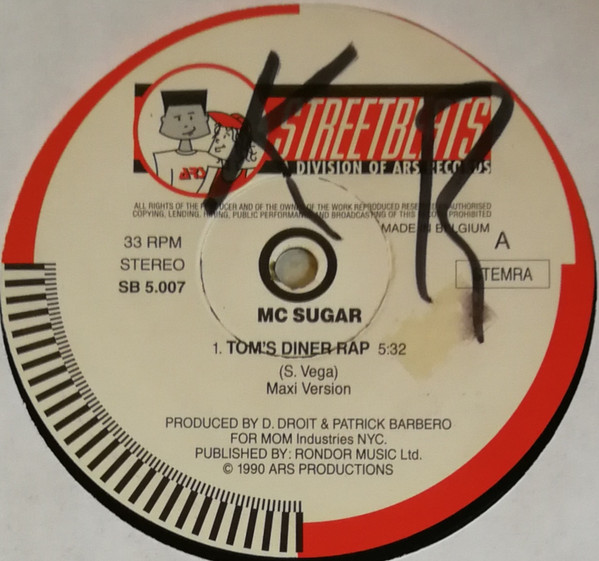 KR
STREETBEATS
DIVISION OF ARS RECORDS
ARS
ALL RIGHTS OF THE PRODUCER AND OF THE OWNER OF THE WORK REPRODUCED RESERVED. UNAUTHORISED
COPYING, LENDING, HIRING, PUBLIC PERFORMANCE AND BROADCASTING OF THIS RECORD PROHIBITED
MADE IN BELGIUM
33 RPM
STEREO
SB 5.007
A
STEMRA
MC SUGAR
1. TOM'S DINER RAP 5:32
(S. Vega)
Maxi Version
PRODUCED BY D. DROIT & PATRICK BARBERO
FOR MOM Industries NYC.
PUBLISHED BY: RONDOR MUSIC Ltd.
© 1990 ARS PRODUCTIONS